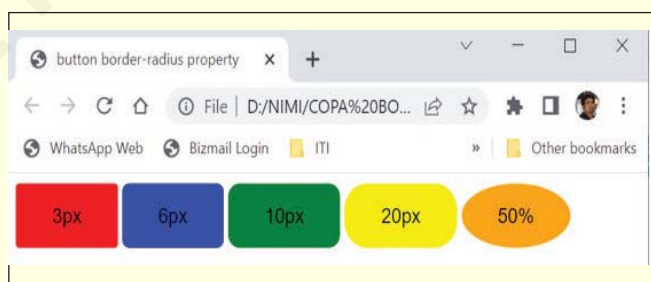 button border-radius property
File | D:/NIMI/COPA%20BO...
WhatsApp Web Bizmail Login ITI » Other bookmarks
3px 6px 10px 20px 50%